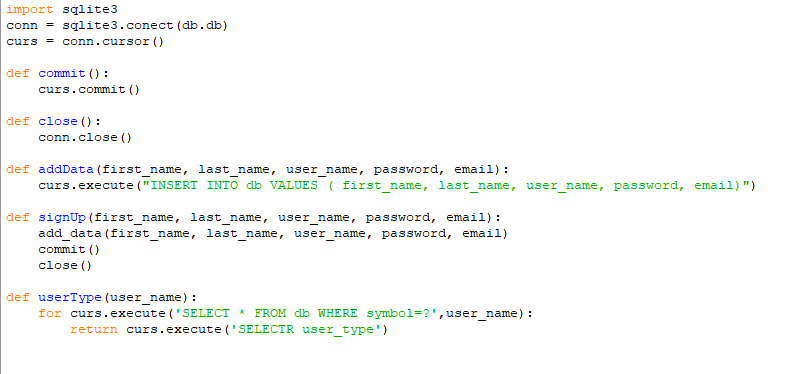 import sqlite3
conn = sqlite3.conect(db.db)
curs = conn.cursor()
def commit():
curs.commit()
def close():
conn.close()
def addData(first_name, last_name, user_name, password, email):
curs.execute("INSERT INTO db VALUES ( first_name, last_name, user_name, password, email)")
def signUp(first_name, last_name, user_name, password, email):
add_data(first_name, last_name, user_name, password, email)
commit()
close()
def userType(user_name):
for curs.execute('SELECT * FROM db WHERE symbol=?',user_name):
return curs.execute('SELECTR user_type')